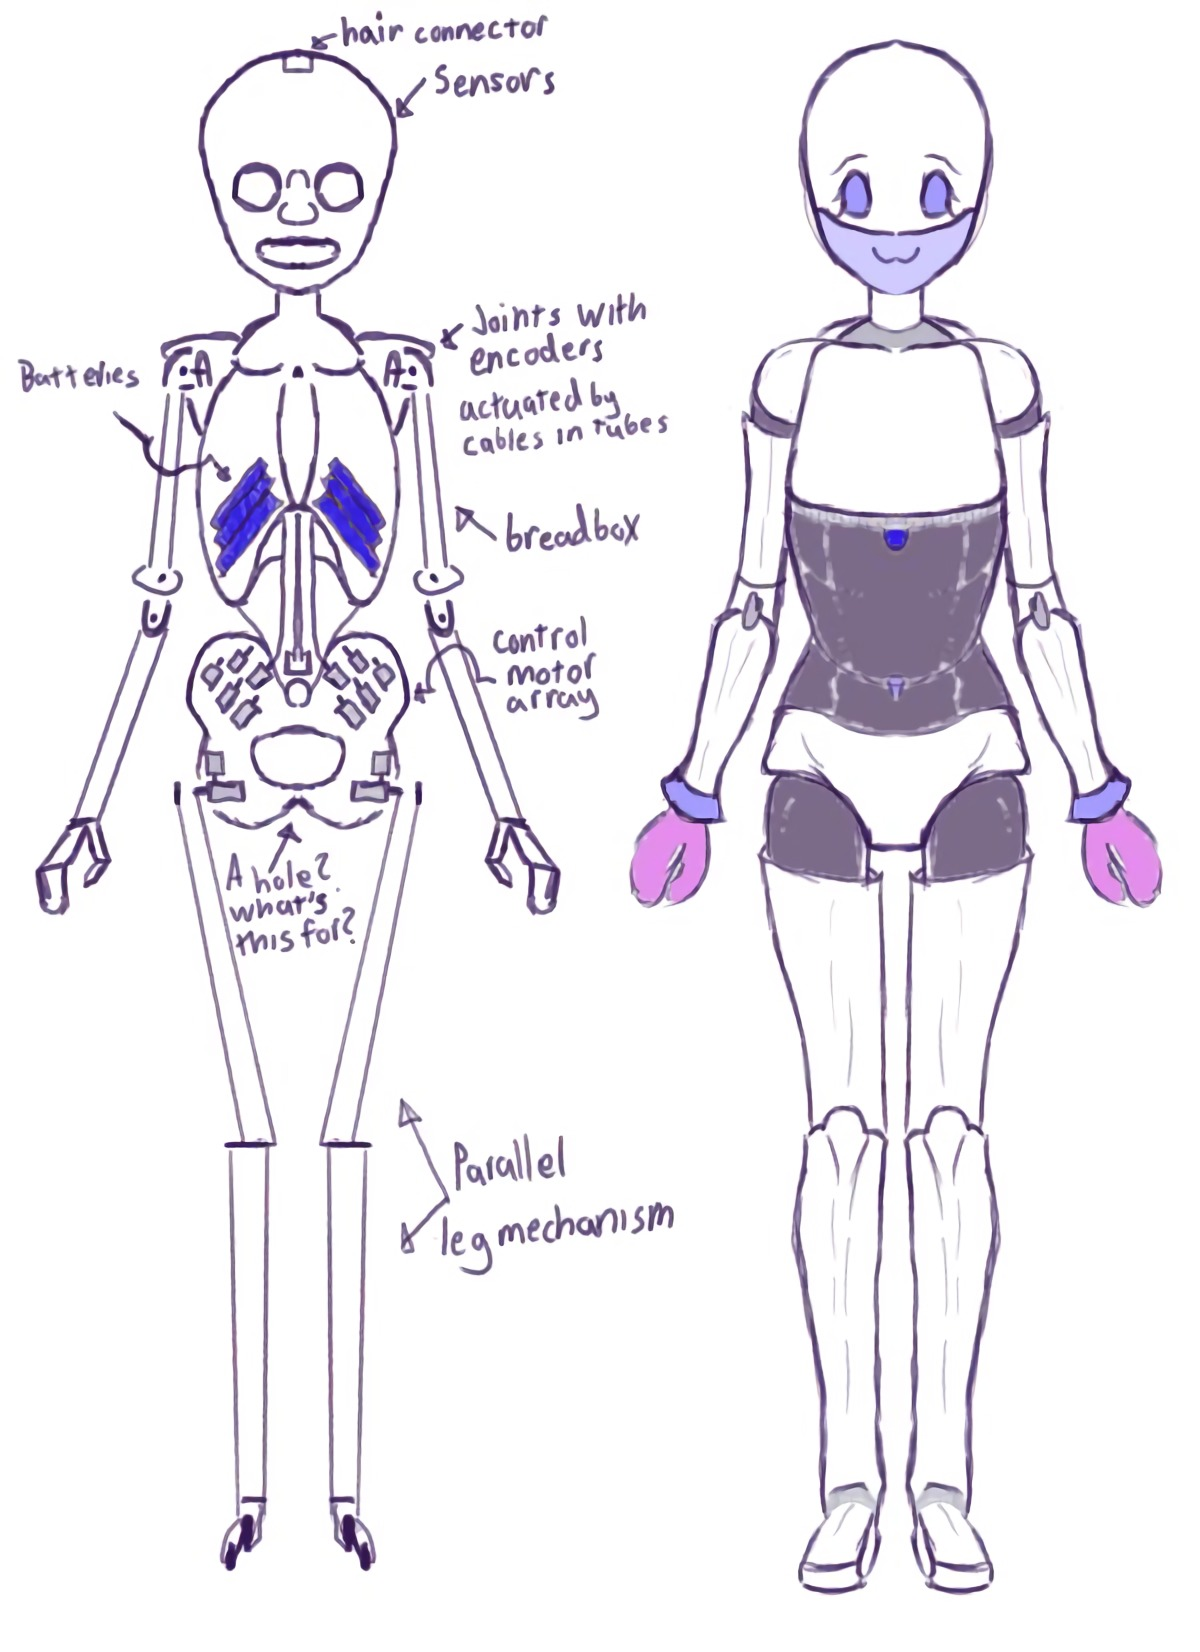 hair connector
Sensors
Joints with
encoders
actuated by
cables in tubes
Batteries
breadbox
control
motor
array
A hole?
what's
this for?
Parallel
leg mechanism